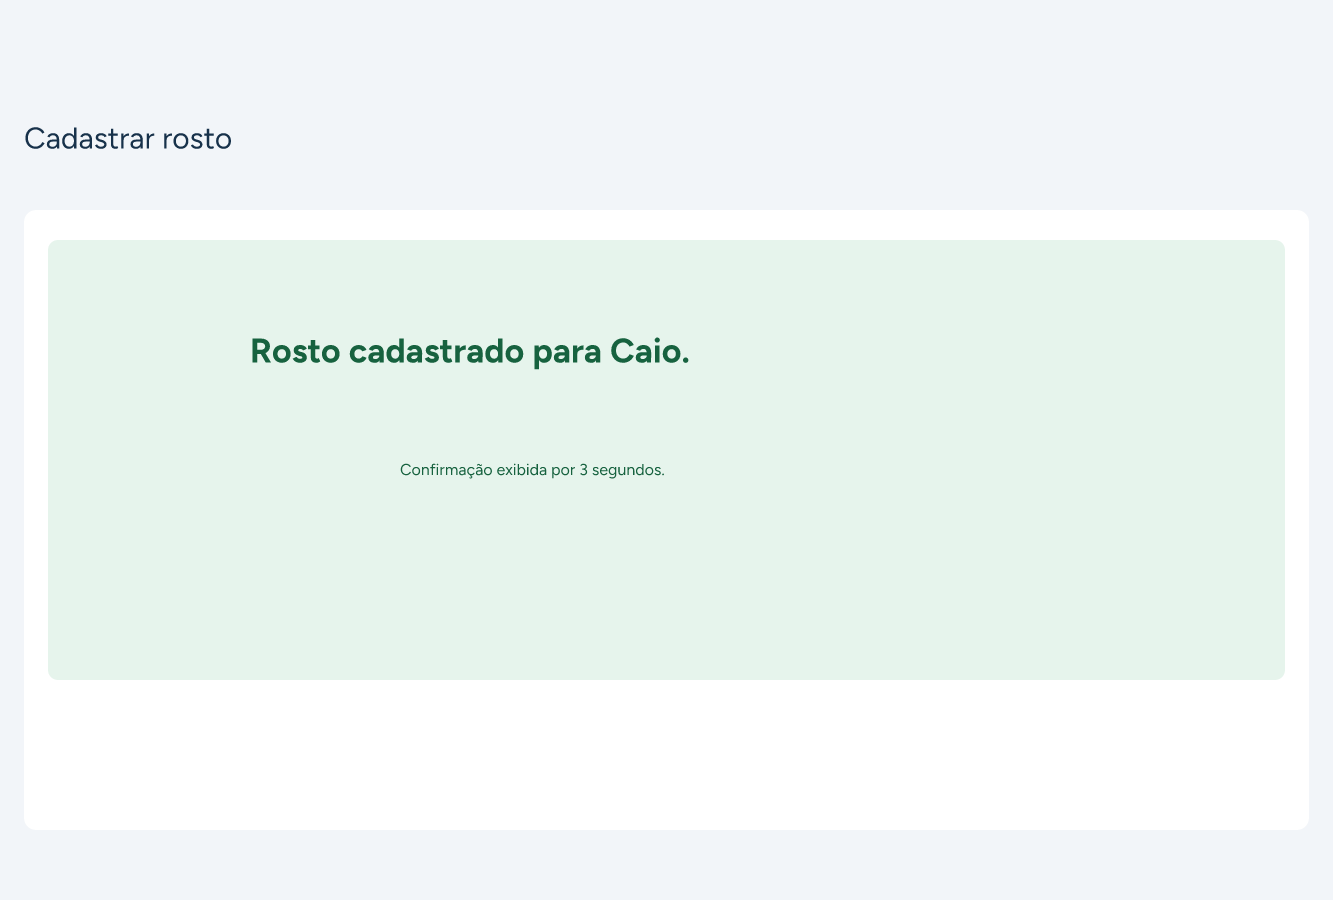 Cadastrar rosto
Rosto cadastrado para Caio.
Confirmação exibida por 3 segundos.